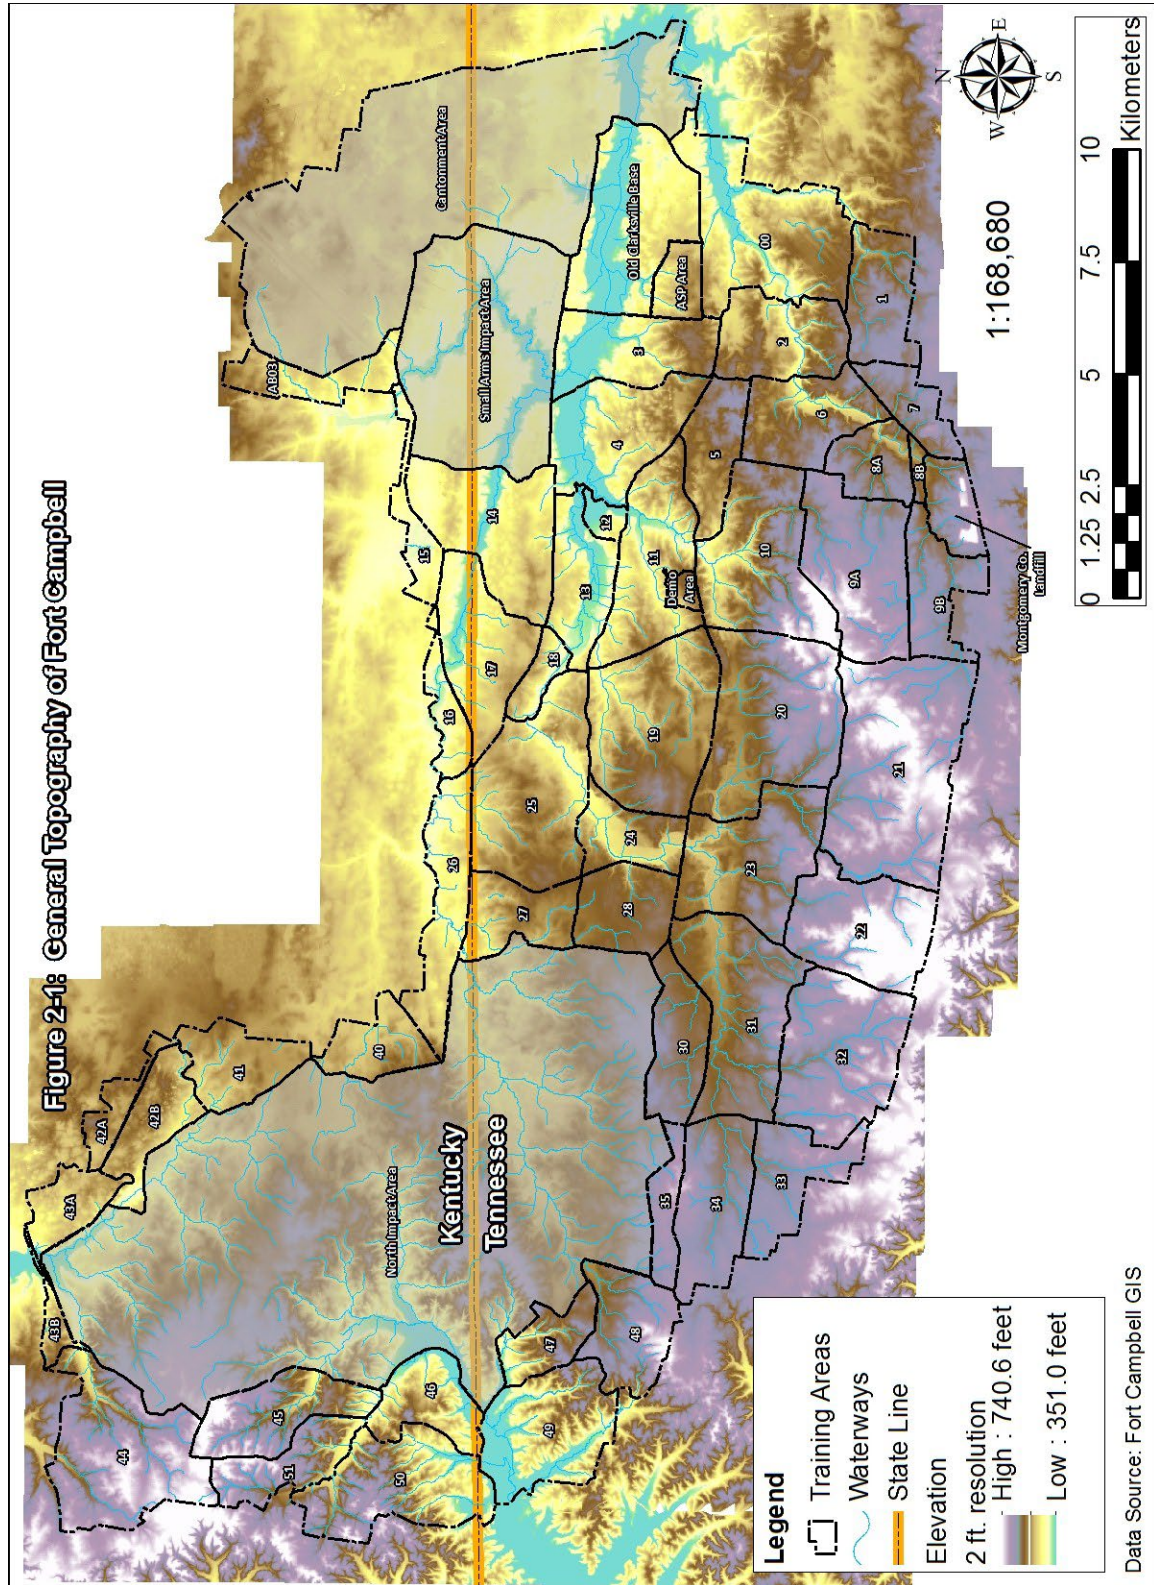 Figure 2-1: General Topography of Fort Campbell
43B
43A
42A
42B
41
40
44
45
51
50
46
North Impact Area
Kentucky
Tennessee
47
49
48
35
34
33
30
31
32
26
27
28
25
24
23
22
16
17
18
19
20
21
15
14
13
12
11
Demo
Area
10
9A
9B
AB03
Cantonment Area
Small Arms Impact Area
Old Clarksville Base
ASP Area
3
4
5
00
2
1
6
7
8A
8B
Montgomery Co.
Landfill
N
E
S
W
1:168,680
0 1.25 2.5 5 7.5 10
Kilometers
Legend
Training Areas
Waterways
State Line
Elevation
2 ft. resolution
High : 740.6 feet
Low : 351.0 feet
Data Source: Fort Campbell GIS